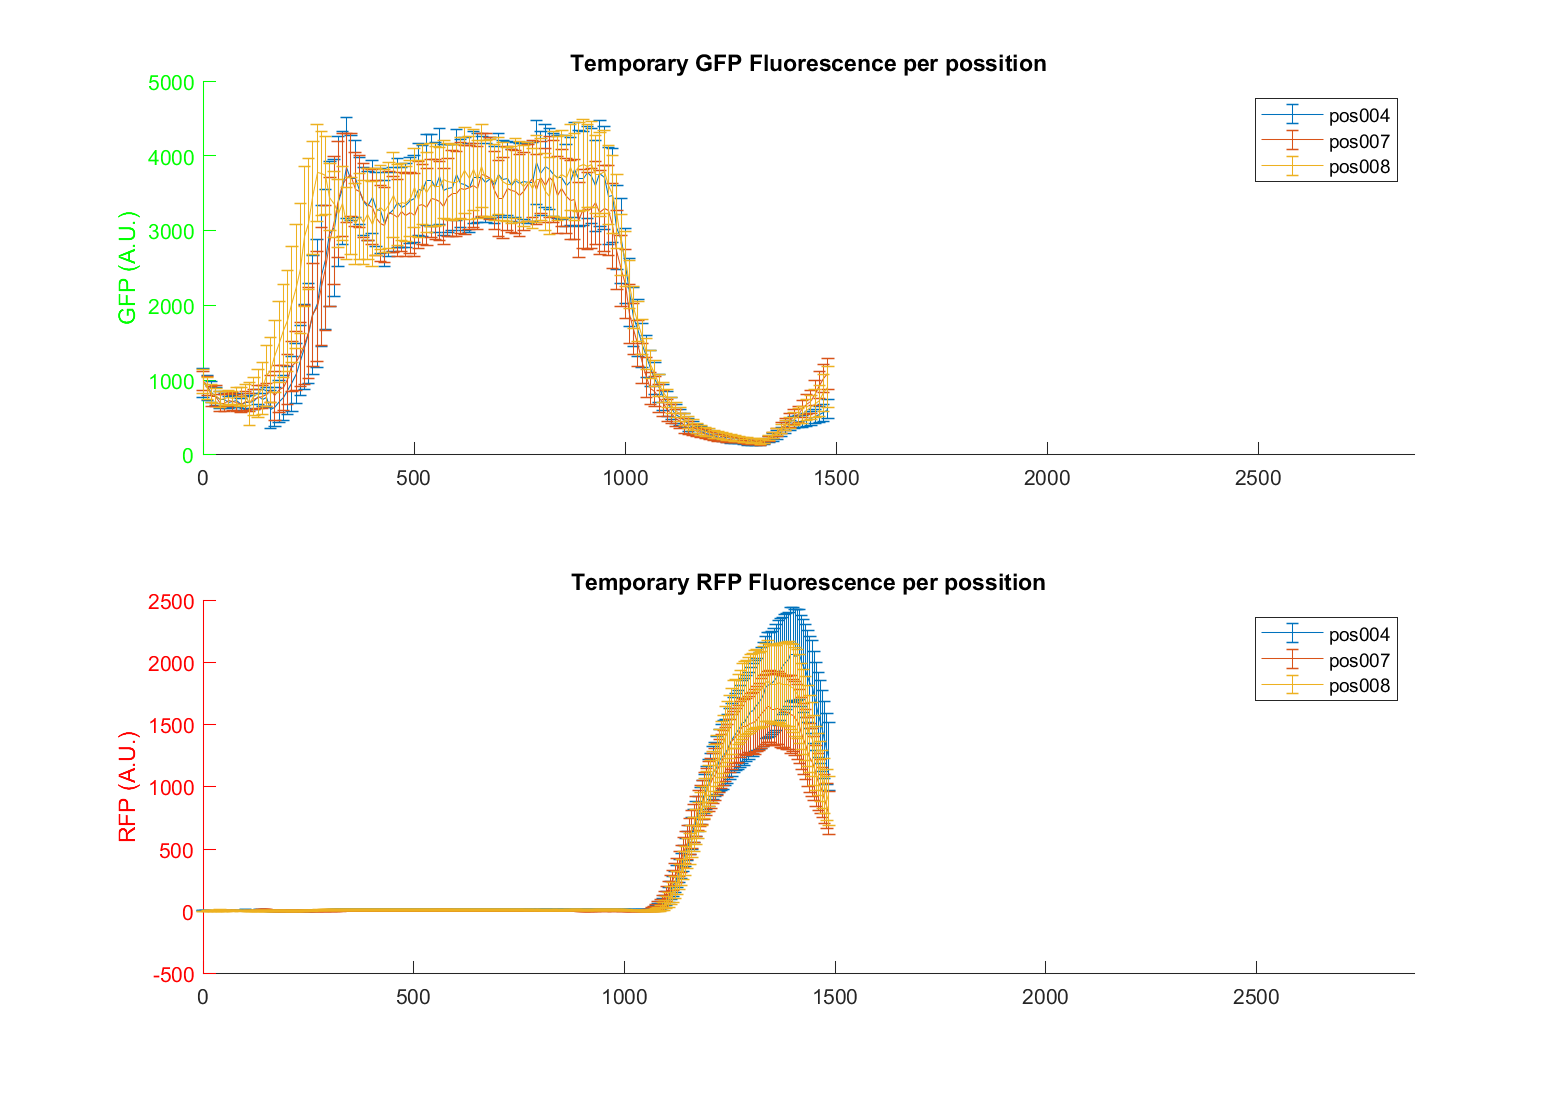 Temporary GFP Fluorescence per possition
5000
4000
3000
2000
1000
0
GFP (A.U.)
0 500 1000 1500 2000 2500
pos004
pos007
pos008
Temporary RFP Fluorescence per possition
2500
2000
1500
1000
500
0
-500
RFP (A.U.)
0 500 1000 1500 2000 2500
pos004
pos007
pos008